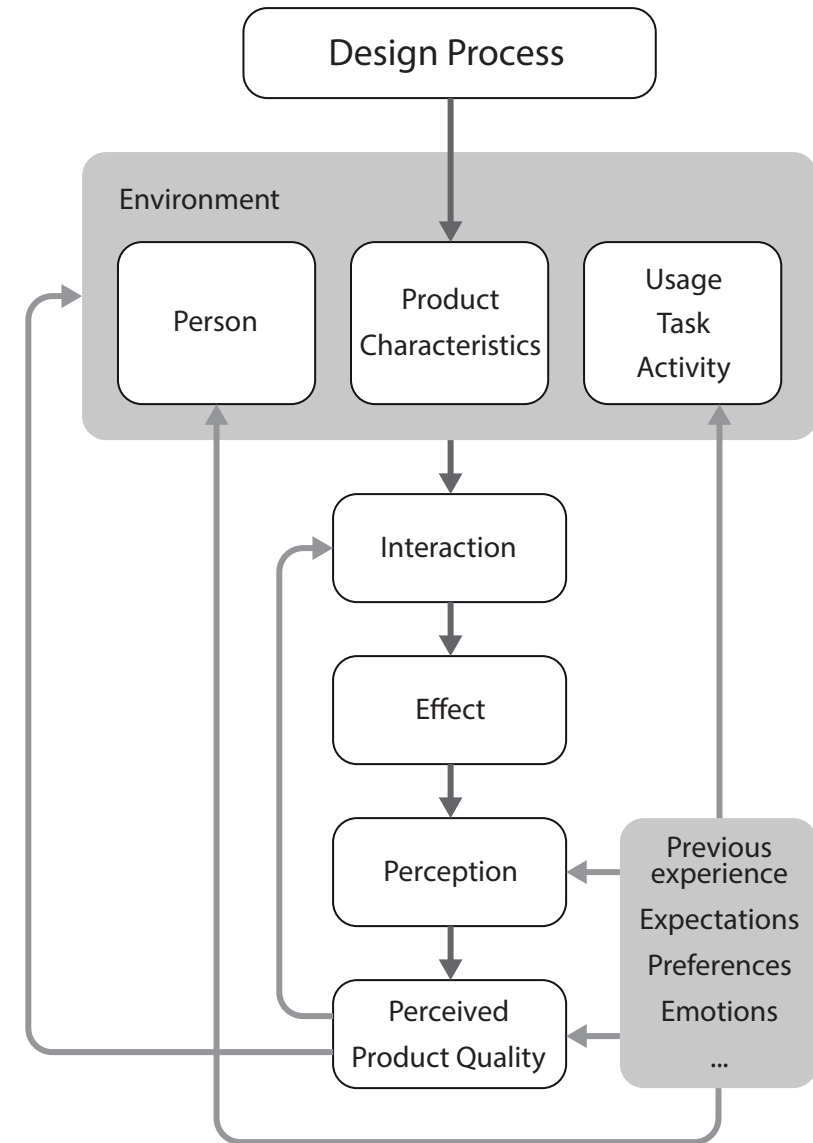 Design Process
Environment
Person
Product
Characteristics
Usage
Task
Activity
Interaction
Effect
Perception
Previous
experience
Expectations
Preferences
Emotions
...
Perceived
Product Quality